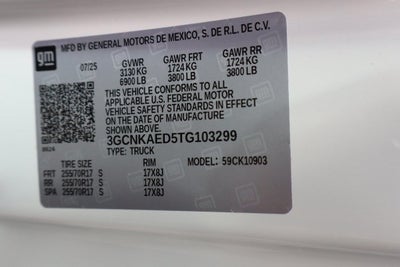 gm
MFD BY GENERAL MOTORS DE MEXICO, S. DE R.L. DE C.V.
07/25 GVWR GAWR FRT GAWR RR
3130 KG 1724 KG 1724 KG
6900 LB 3800 LB 3800 LB
THIS VEHICLE CONFORMS TO ALL
APPLICABLE U.S. FEDERAL MOTOR
VEHICLE SAFETY STANDARDS IN EFFECT
ON THE DATE OF MANUFACTURE SHOWN ABOVE.
3GCNKAED5TG103299
TYPE: TRUCK
TIRE SIZE RIM MODEL: 59CK10903
FRT 255/70R17 S 17X8J
RR 255/70R17 S 17X8J
SPA 255/70R17 S 17X8J